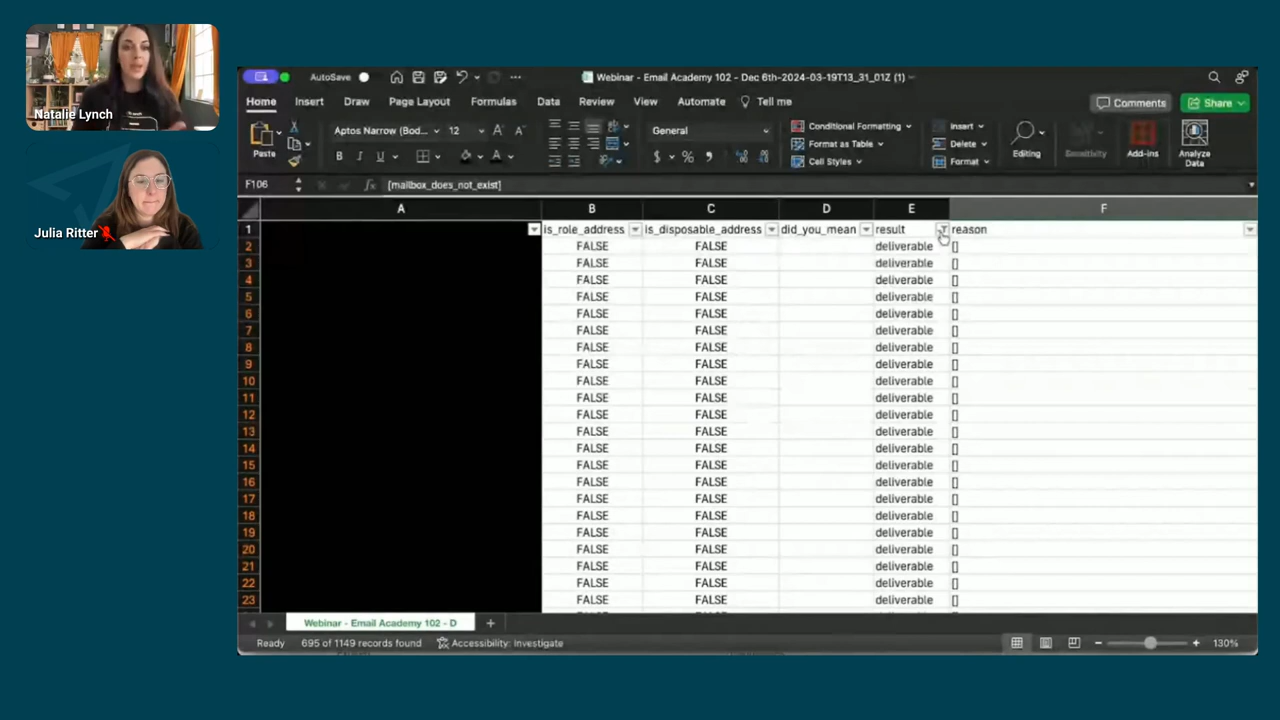 Natalie Lynch
Julia Ritter
AutoSave
Webinar - Email Academy 102 - Dec 6th-2024-03-19T13_31_01Z (1)
Home Insert Draw Page Layout Formulas Data Review View Automate Tell me
Comments Share
Paste
Aptos Narrow (Bod... 12
General
Conditional Formatting
Format as Table
Cell Styles
Insert
Delete
Format
Editing
Sensitivity
Add-ins
Analyze Data
F106 fx [mailbox_does_not_exist]
A B C D E F
1 is_role_address is_disposable_address did_you_mean result reason
2 FALSE FALSE deliverable []
3 FALSE FALSE deliverable []
4 FALSE FALSE deliverable []
5 FALSE FALSE deliverable []
6 FALSE FALSE deliverable []
7 FALSE FALSE deliverable []
8 FALSE FALSE deliverable []
9 FALSE FALSE deliverable []
10 FALSE FALSE deliverable []
11 FALSE FALSE deliverable []
12 FALSE FALSE deliverable []
13 FALSE FALSE deliverable []
14 FALSE FALSE deliverable []
15 FALSE FALSE deliverable []
16 FALSE FALSE deliverable []
17 FALSE FALSE deliverable []
18 FALSE FALSE deliverable []
19 FALSE FALSE deliverable []
20 FALSE FALSE deliverable []
21 FALSE FALSE deliverable []
22 FALSE FALSE deliverable []
23 FALSE FALSE deliverable []
Webinar - Email Academy 102 - D
Ready 695 of 1149 records found Accessibility: Investigate 130%